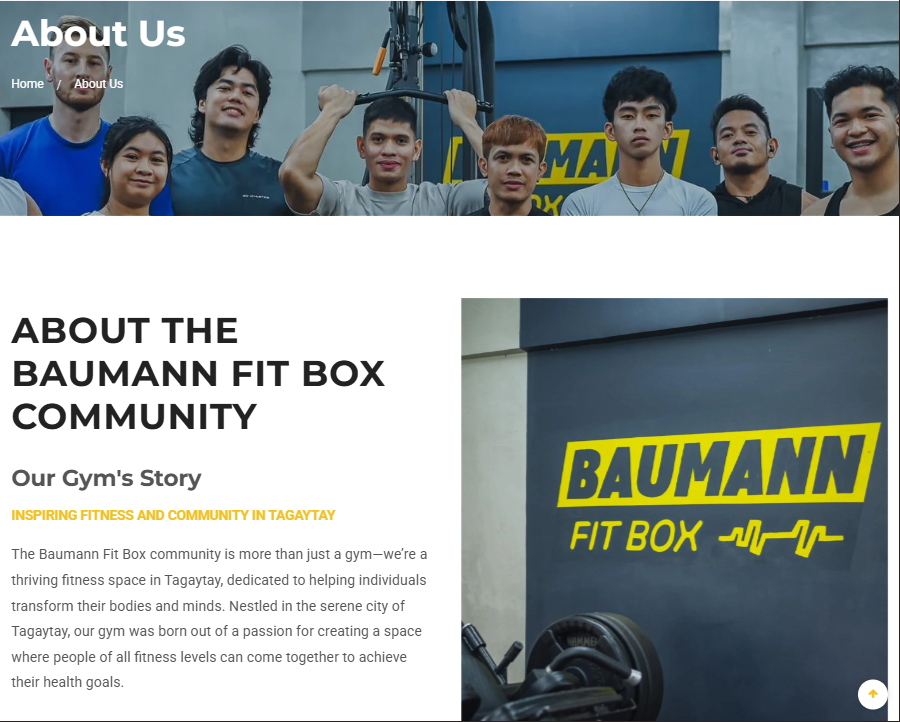 About Us
Home / About Us
ABOUT THE
BAUMANN FIT BOX
COMMUNITY
Our Gym's Story
INSPIRING FITNESS AND COMMUNITY IN TAGAYTAY
The Baumann Fit Box community is more than just a gym—we're a
thriving fitness space in Tagaytay, dedicated to helping individuals
transform their bodies and minds. Nestled in the serene city of
Tagaytay, our gym was born out of a passion for creating a space
where people of all fitness levels can come together to achieve
their health goals.
BAUMANN
FIT BOX